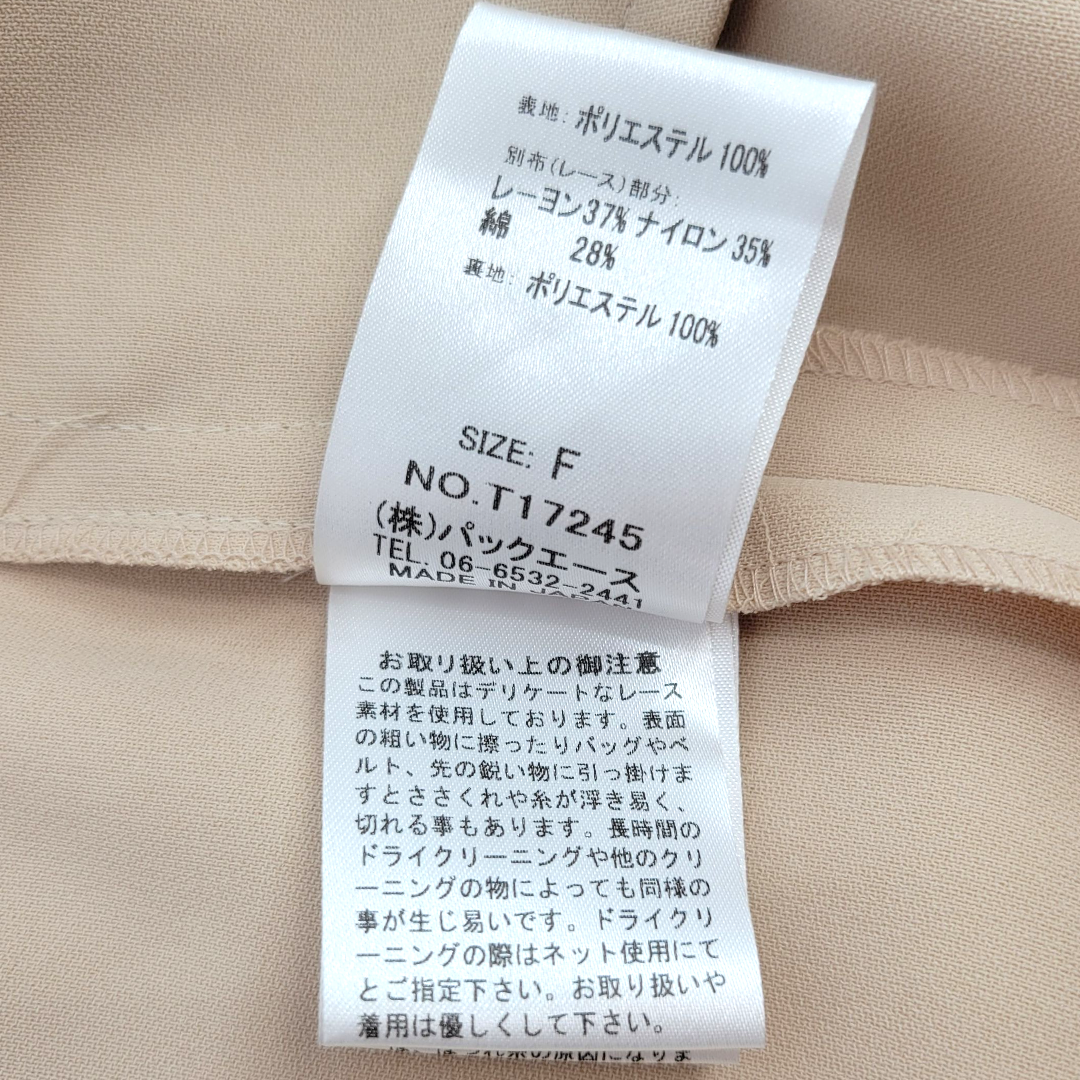 表地: ポリエステル 100%
別布(レース)部分:
レーヨン37% ナイロン 35%
綿 28%
裏地: ポリエステル 100%
SIZE: F
NO.T17245
(株)パックエース
TEL. 06-6532-2441
MADE IN JAPAN
お取り扱い上の御注意
この製品はデリケートなレース
素材を使用しております。表面
の粗い物に擦ったりバッグやベ
ルト、先の鋭い物に引っ掛けま
すとささくれや糸が浮き易く、
切れる事もあります。長時間の
ドライクリーニングや他のクリ
ーニングの物によっても同様の
事が生じ易いです。ドライクリ
ーニングの際はネット使用にて
とご指定下さい。お取り扱いや
着用は優しくして下さい。
の原因になりま